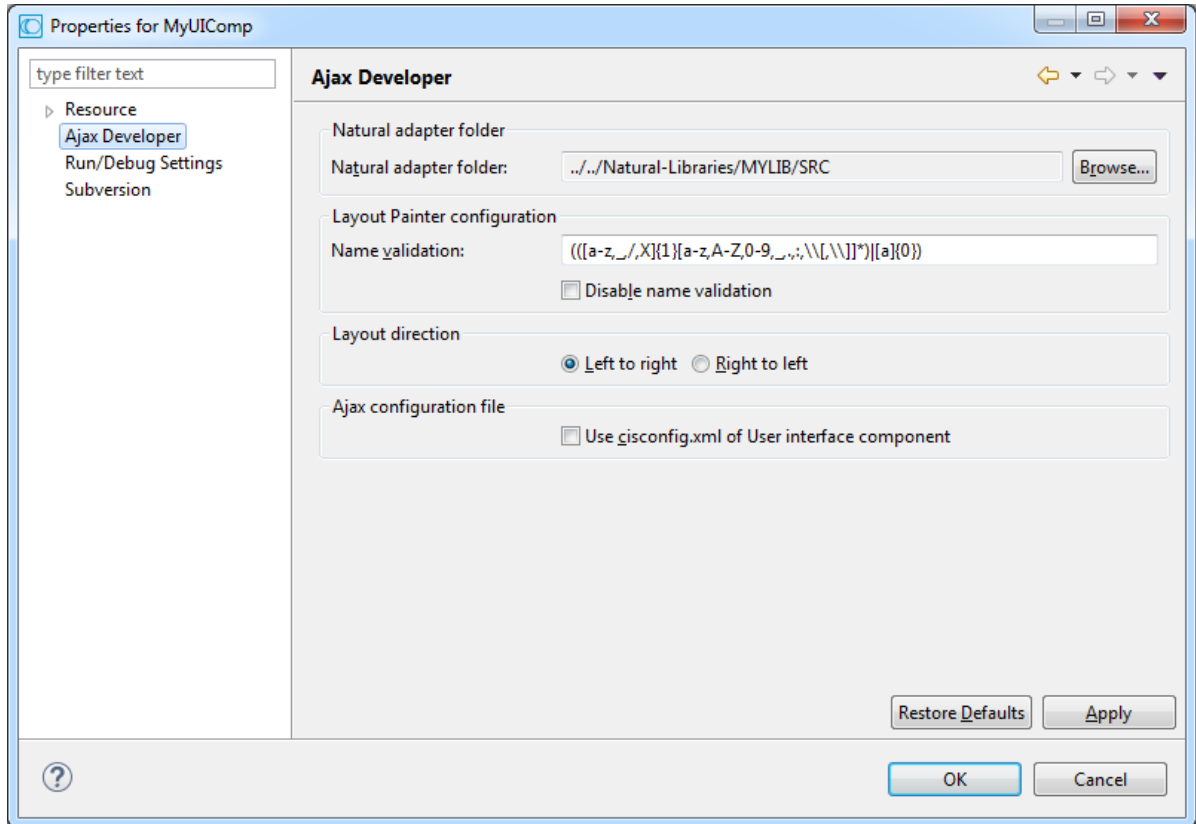 Properties for MyUIComp
type filter text
Resource
Ajax Developer
Run/Debug Settings
Subversion
Ajax Developer
Natural adapter folder
Natural adapter folder: ../../Natural-Libraries/MYLIB/SRC Browse...
Layout Painter configuration
Name validation: (([a-z,_,/,X]{1}[a-z,A-Z,0-9,_,.,:,\\[,\\]]*)|[a]{0})
Disable name validation
Layout direction
Left to right Right to left
Ajax configuration file
Use cisconfig.xml of User interface component
Restore Defaults Apply
? OK Cancel